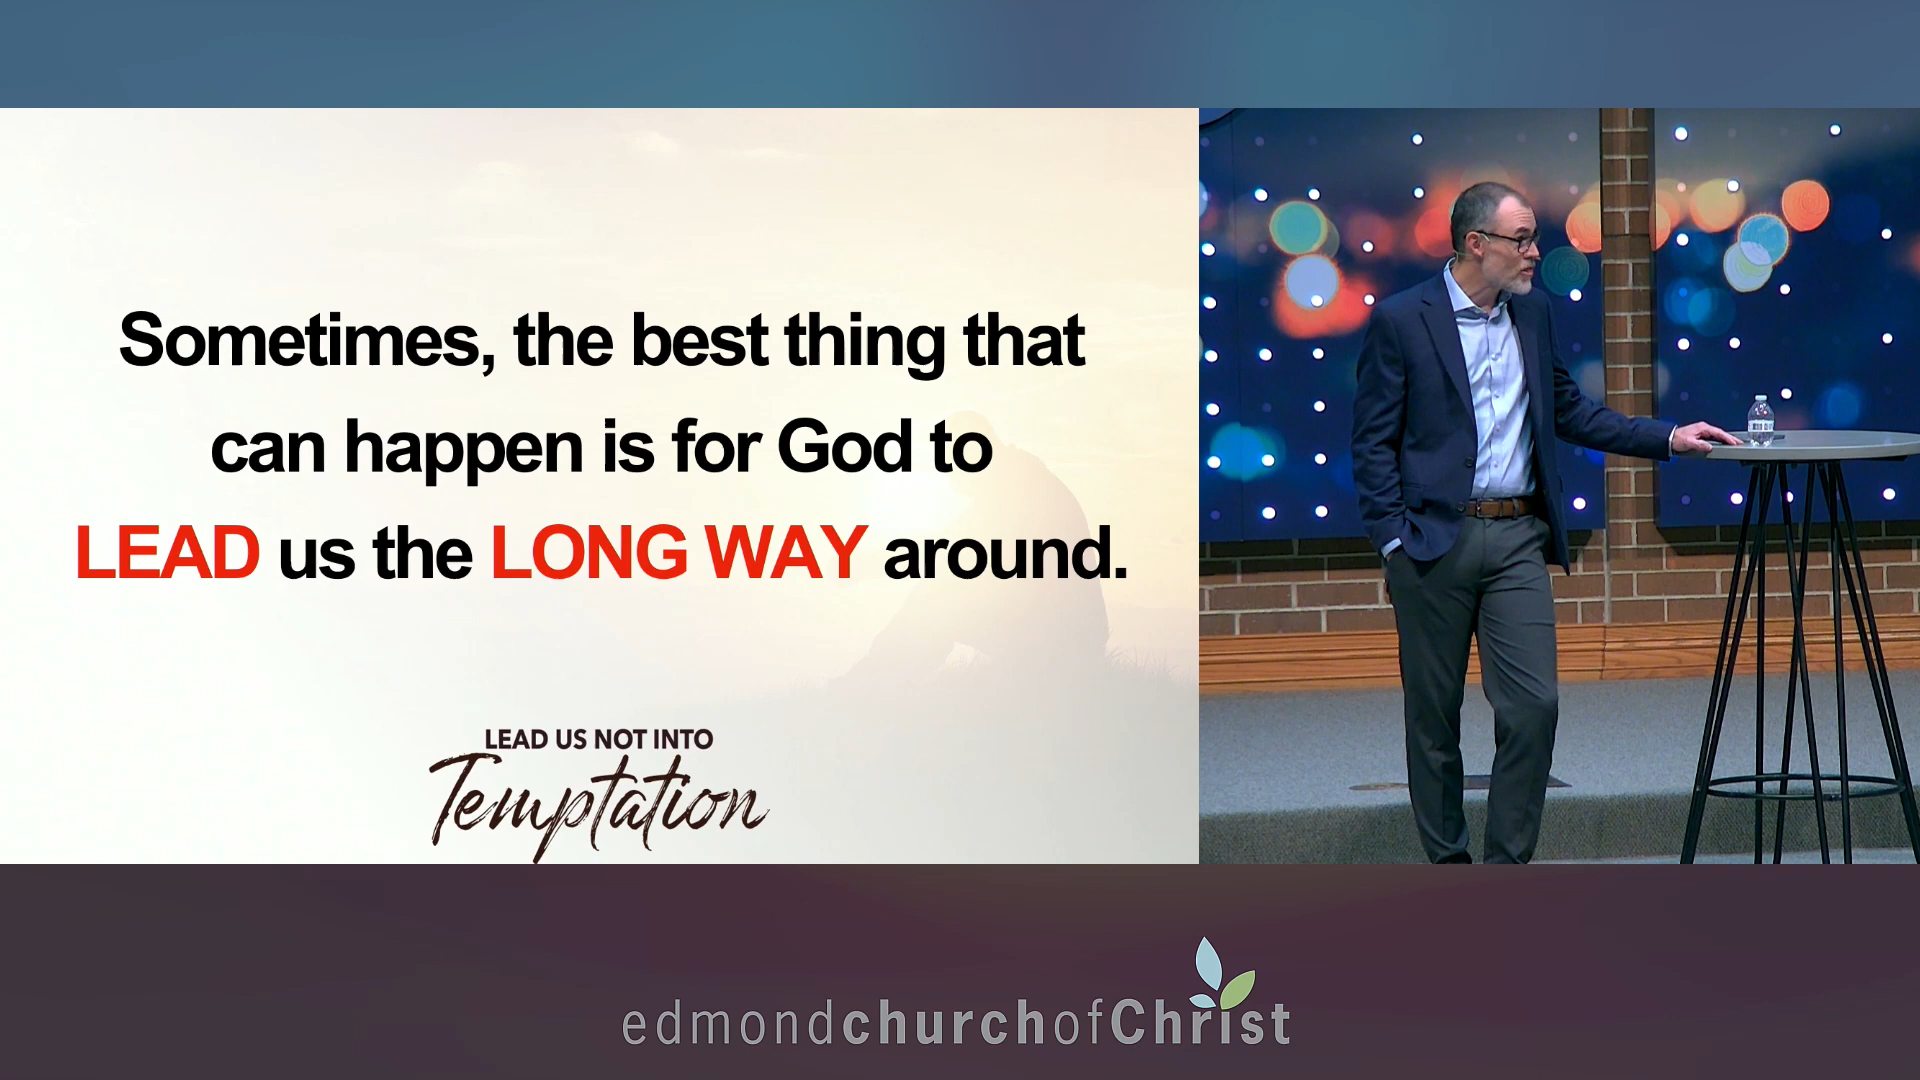 Sometimes, the best thing that
can happen is for God to
LEAD us the LONG WAY around.
LEAD US NOT INTO
Temptation
edmondchurchofChrist